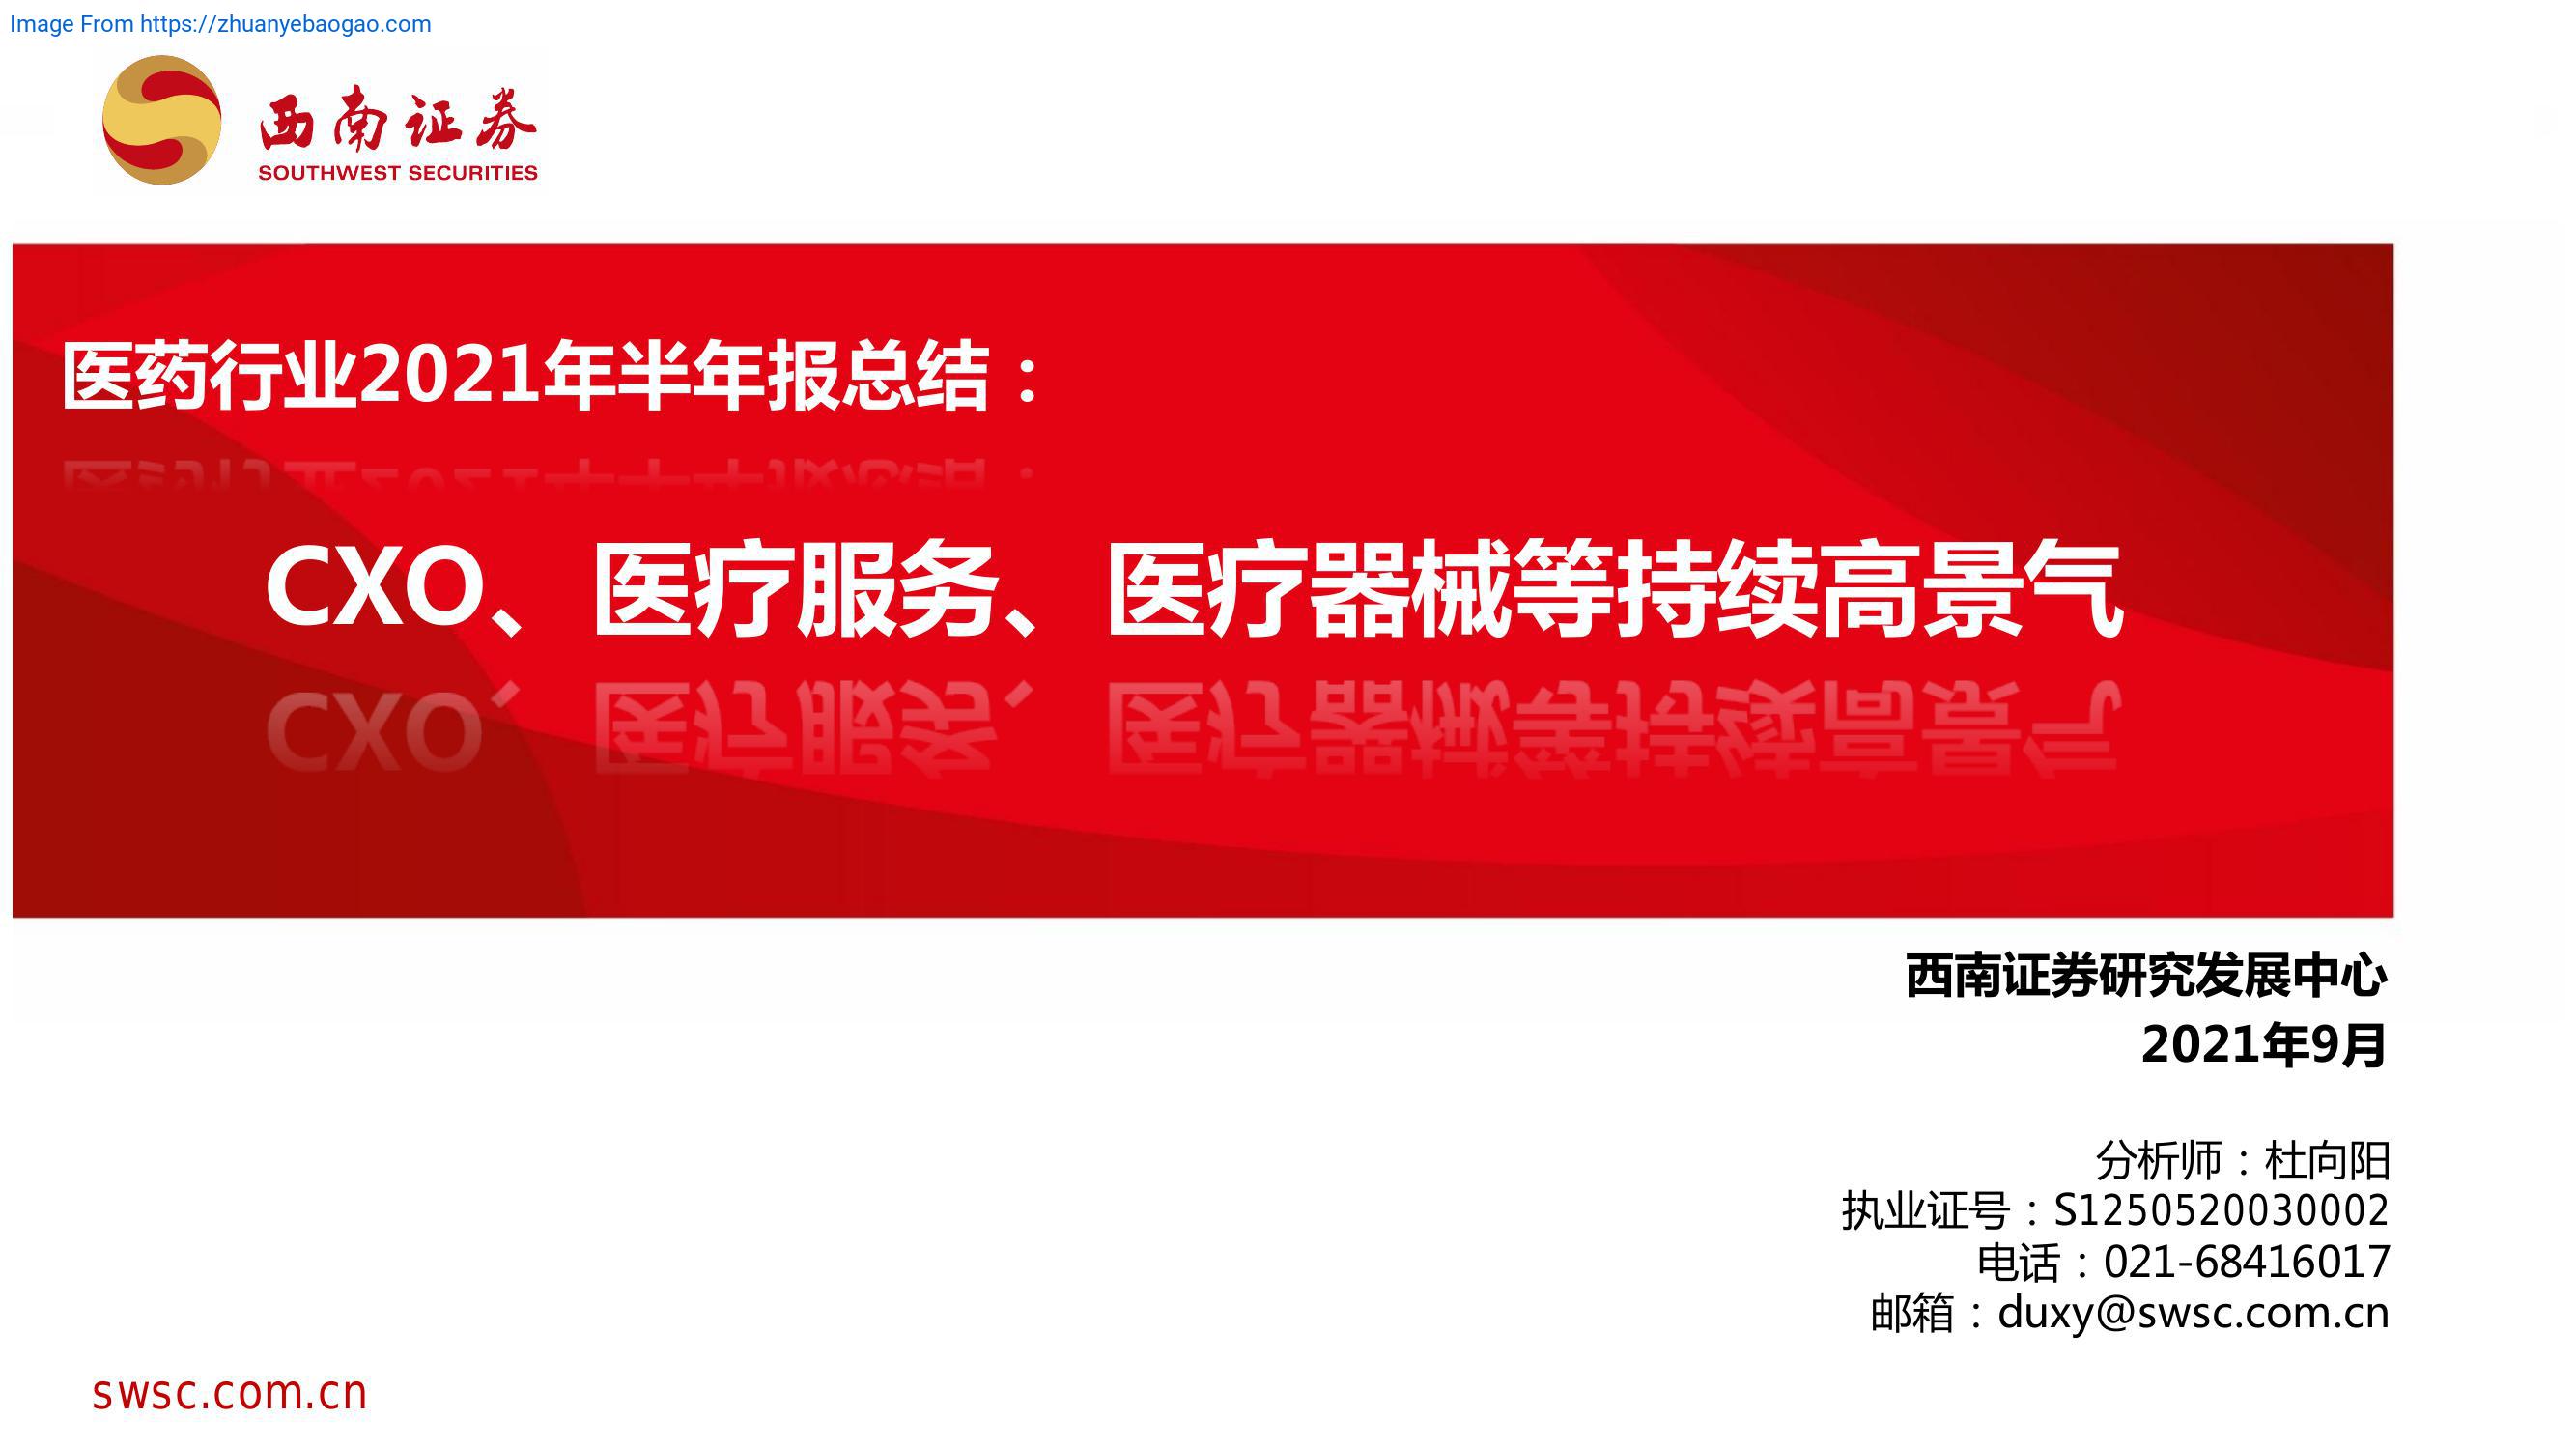 Image From https://zhuanyebaogao.com
西南证券
SOUTHWEST SECURITIES
医药行业2021年半年报总结：
CXO、医疗服务、医疗器械等持续高景气
西南证券研究发展中心
2021年9月
分析师：杜向阳
执业证号：S1250520030002
电话：021-68416017
邮箱：duxy@swsc.com.cn
swsc.com.cn